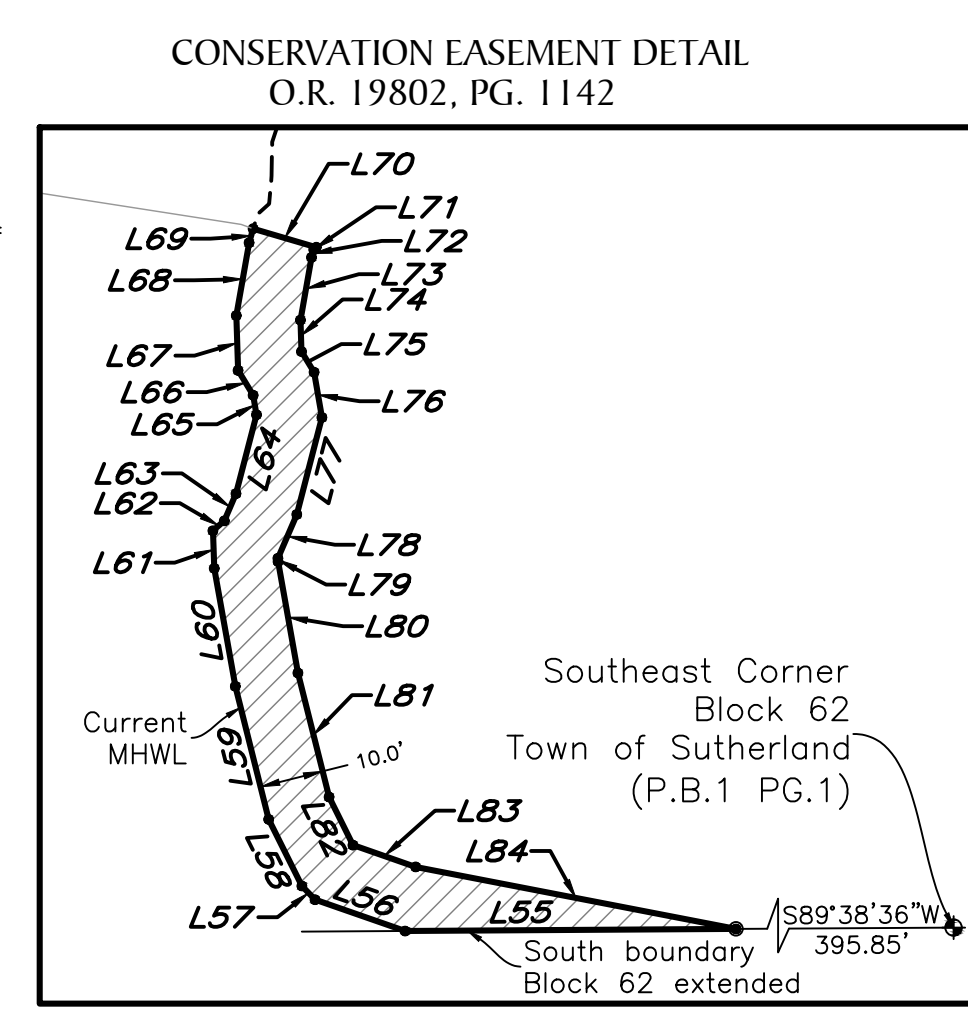 CONSERVATION EASEMENT DETAIL
O.R. 19802, PG. 1142
L70
L71
L69
L72
L68
L73
L74
L67
L75
L66
L76
L65
L64
L77
L63
L62
L78
L61
L79
L60
L80
Southeast Corner
Block 62
Town of Sutherland
(P.B.1 PG.1)
L81
Current
MHWL
L59
10.0'
L82
L83
L58
L84
L56
L57
L55
S89°38'36"W
395.85'
South boundary
Block 62 extended